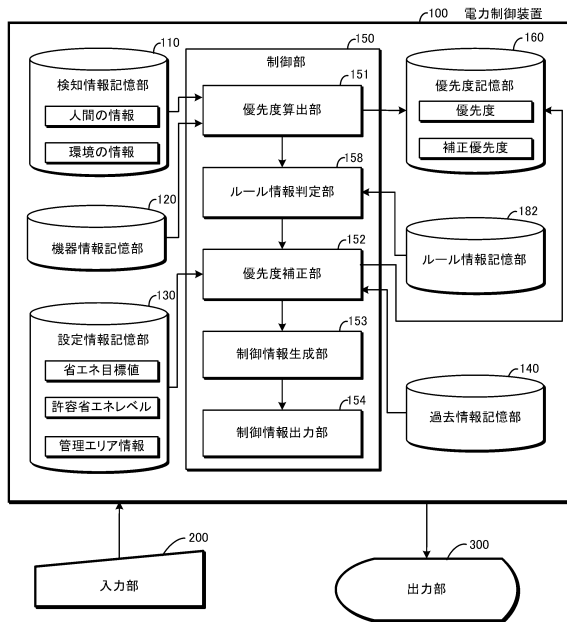 100 電力制御装置
110
検知情報記憶部
人間の情報
環境の情報
120
機器情報記憶部
130
設定情報記憶部
省エネ目標値
許容省エネレベル
管理エリア情報
150
制御部
151
優先度算出部
158
ルール情報判定部
152
優先度補正部
153
制御情報生成部
154
制御情報出力部
160
優先度記憶部
優先度
補正優先度
182
ルール情報記憶部
140
過去情報記憶部
200
入力部
300
出力部